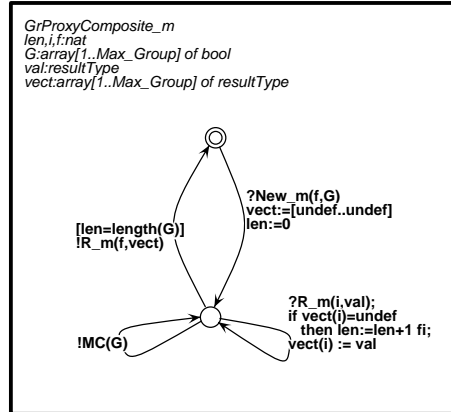 GrProxyComposite_m
len,i,f:nat
G:array[1..Max_Group] of bool
val:resultType
vect:array[1..Max_Group] of resultType
?New_m(f,G)
vect:=[undef..undef]
len:=0
[len=length(G)]
!R_m(f,vect)
?R_m(i,val);
if vect(i)=undef
then len:=len+1 fi;
vect(i) := val
!MC(G)